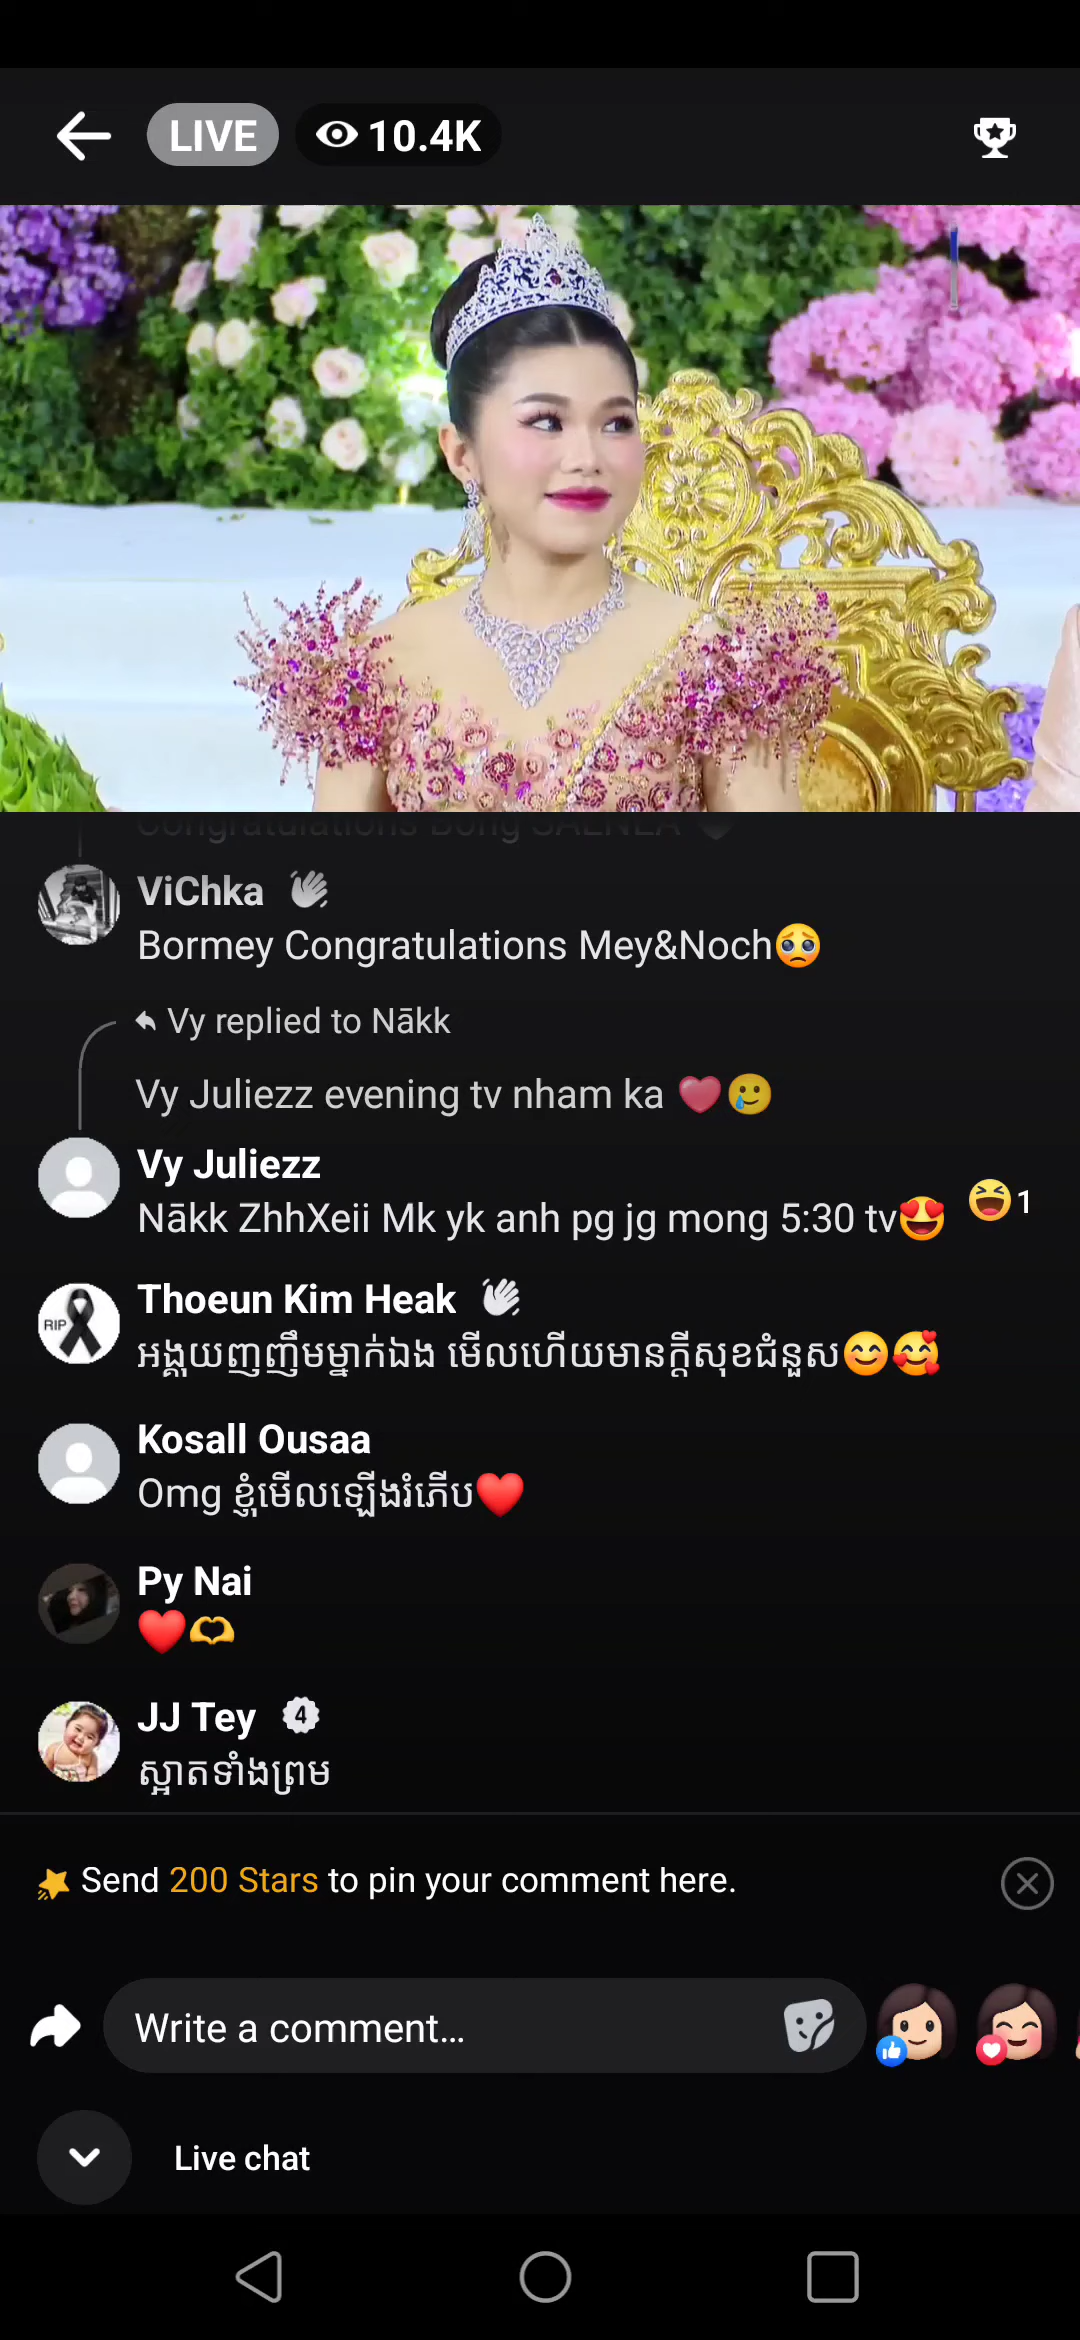 LIVE
10.4K
Congratulations Bong SAENEA
ViChka
Bormey Congratulations Mey&Noch🥺
Vy replied to Nākk
Vy Juliezz evening tv nham ka ❤️🥲
Vy Juliezz
Nākk ZhhXeii Mk yk anh pg jg mong 5:30 tv😍
😆1
Thoeun Kim Heak
RIP
អង្គុយញញឹមម្នាក់ឯង មើលហើយមានក្តីសុខជំនួស😊🥰
Kosall Ousaa
Omg ខ្ញុំមើលឡើងរំភើប❤️
Py Nai
❤️🫶
JJ Tey
4
ស្អាតទាំងព្រម
Send 200 Stars to pin your comment here.
Write a comment...
Live chat